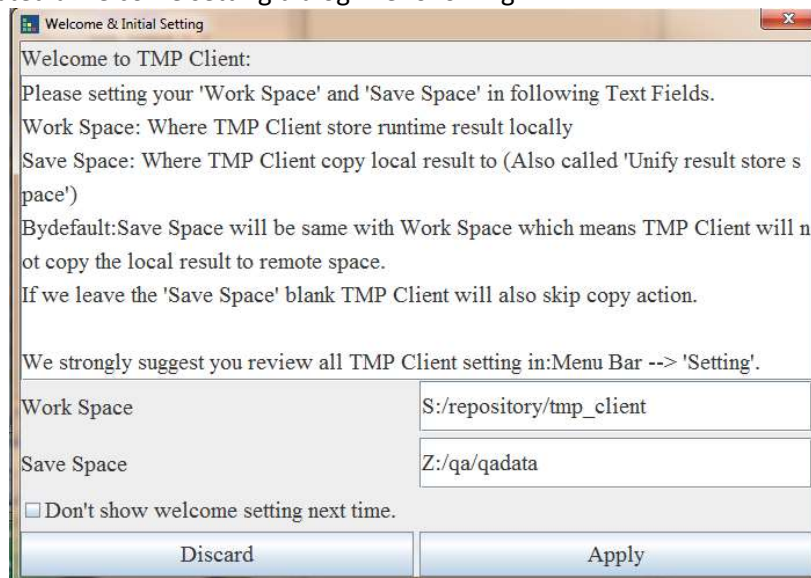 Welcome & Initial Setting
Welcome to TMP Client:
Please setting your 'Work Space' and 'Save Space' in following Text Fields.
Work Space: Where TMP Client store runtime result locally
Save Space: Where TMP Client copy local result to (Also called 'Unify result store s
pace')
Bydefault:Save Space will be same with Work Space which means TMP Client will n
ot copy the local result to remote space.
If we leave the 'Save Space' blank TMP Client will also skip copy action.
We strongly suggest you review all TMP Client setting in:Menu Bar --> 'Setting'.
Work Space S:/repository/tmp_client
Save Space Z:/qa/qadata
Don't show welcome setting next time.
Discard Apply